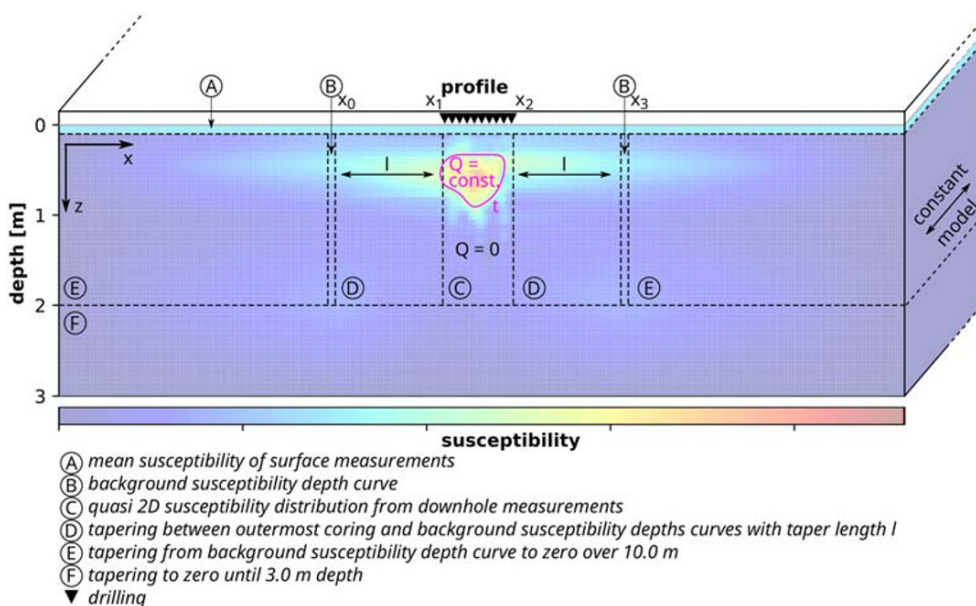 A B x₀ x₁ profile x₂ B x₃
0
x
l Q = const. l
z t
1
Q = 0
constant model
depth [m]
E D C D E
2
F
3
susceptibility
A mean susceptibility of surface measurements
B background susceptibility depth curve
C quasi 2D susceptibility distribution from downhole measurements
D tapering between outermost coring and background susceptibility depths curves with taper length l
E tapering from background susceptibility depth curve to zero over 10.0 m
F tapering to zero until 3.0 m depth
drilling